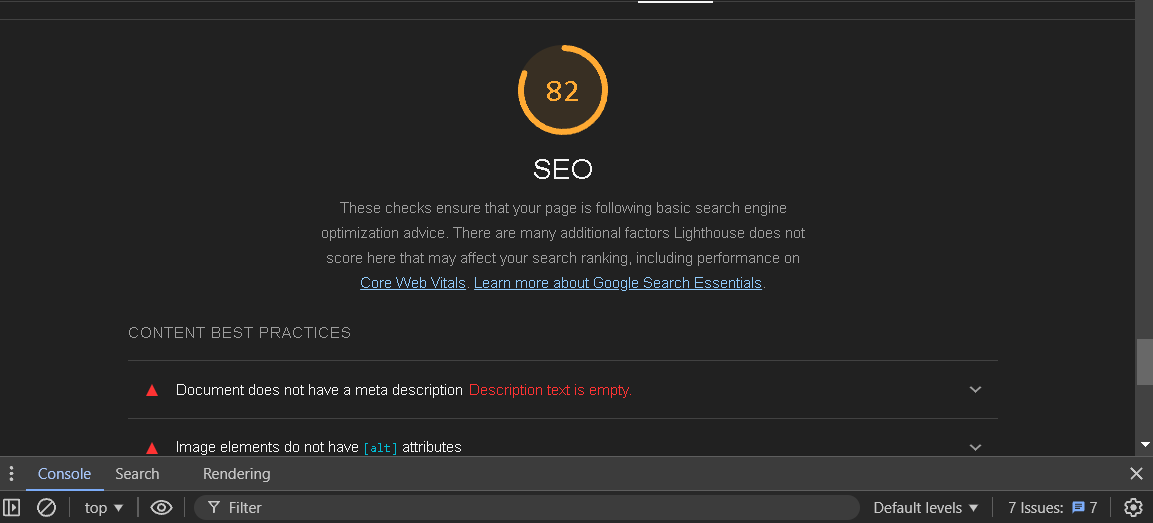 82
SEO
These checks ensure that your page is following basic search engine
optimization advice. There are many additional factors Lighthouse does not
score here that may affect your search ranking, including performance on
Core Web Vitals. Learn more about Google Search Essentials.
CONTENT BEST PRACTICES
Document does not have a meta description Description text is empty.
Image elements do not have [alt] attributes
Console Search Rendering
top Filter Default levels 7 Issues: 7